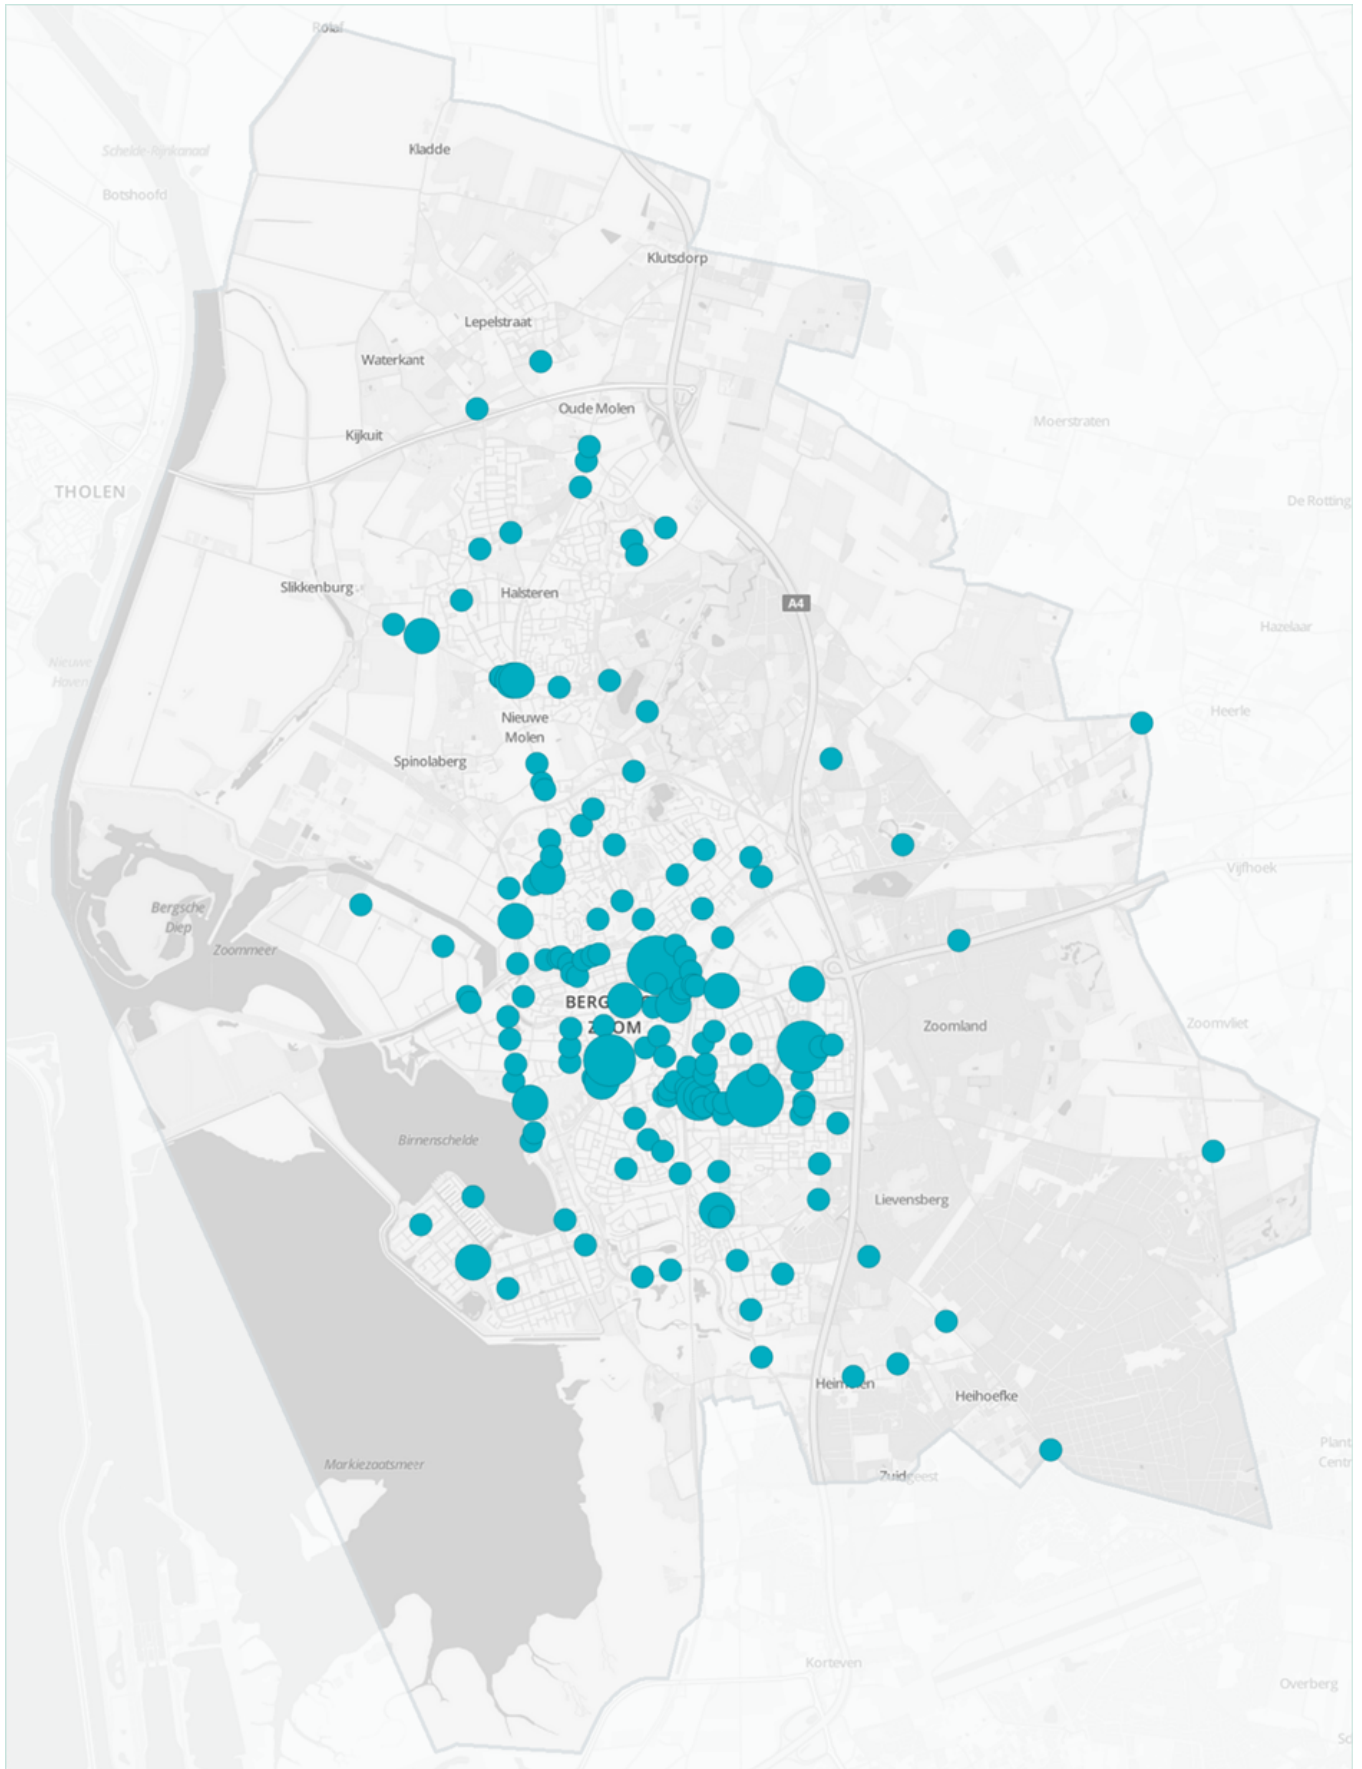 Schelde-Rijnkanaal
Kladde
Botshoofd
Klutsdorp
Lepelstraat
Waterkant
Oude Molen
Moerstraten
Kijkuit
THOLEN
De Rotting
Slikkenburg
Halsteren
A4
Hazelaar
Nieuwe
Haven
Heerle
Nieuwe
Molen
Spinolaberg
Vijfhoek
Bergsche
Diep
Zoommeer
BERG
ZOOM
Zoomland
Zoomvliet
Birnenschelde
Lievensberg
Heimolen
Heihoefke
Plant
Centr
Markiezaatsmeer
Zuidgeest
Korteven
Overberg
Sc